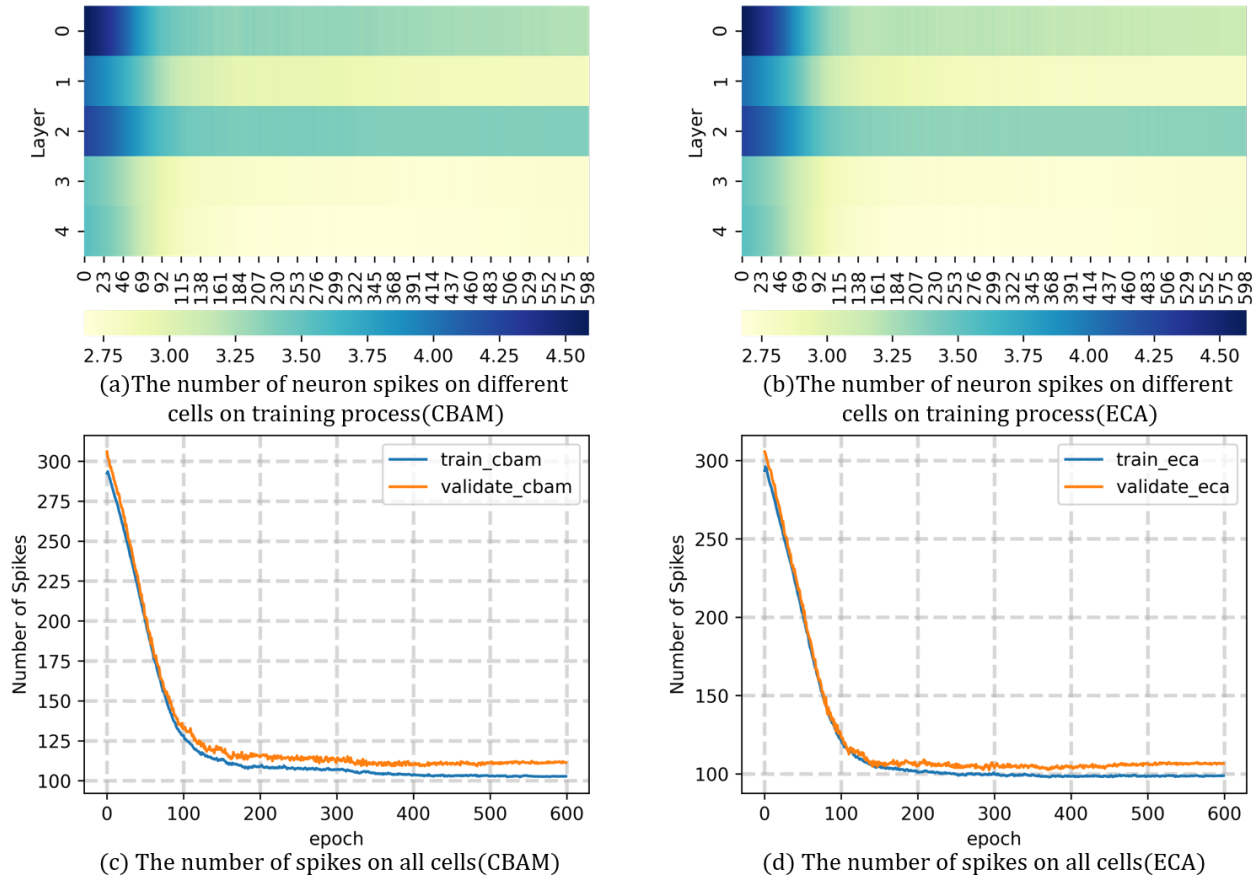 Layer
0
1
2
3
4
0 23 46 69 92 115 138 161 184 207 230 253 276 299 322 345 368 391 414 437 460 483 506 529 552 575 598
2.75 3.00 3.25 3.50 3.75 4.00 4.25 4.50
(a)The number of neuron spikes on different
cells on training process(CBAM)
Layer
0
1
2
3
4
0 23 46 69 92 115 138 161 184 207 230 253 276 299 322 345 368 391 414 437 460 483 506 529 552 575 598
2.75 3.00 3.25 3.50 3.75 4.00 4.25 4.50
(b)The number of neuron spikes on different
cells on training process(ECA)
Number of Spikes
300
275
250
225
200
175
150
125
100
train_cbam
validate_cbam
0 100 200 300 400 500 600
epoch
(c) The number of spikes on all cells(CBAM)
Number of Spikes
300
250
200
150
100
train_eca
validate_eca
0 100 200 300 400 500 600
epoch
(d) The number of spikes on all cells(ECA)